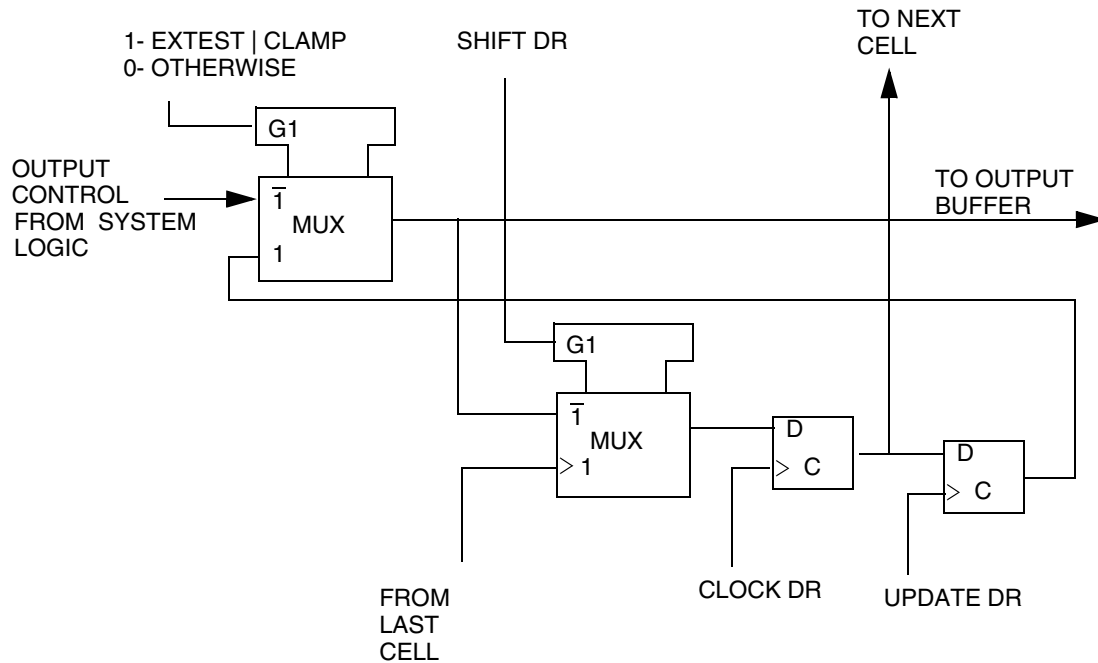 1- EXTEST | CLAMP
0- OTHERWISE
SHIFT DR
TO NEXT
CELL
G1
OUTPUT
CONTROL
FROM SYSTEM
LOGIC
1̅
MUX
1
TO OUTPUT
BUFFER
G1
1̅
MUX
1
D
C
D
C
FROM
LAST
CELL
CLOCK DR
UPDATE DR